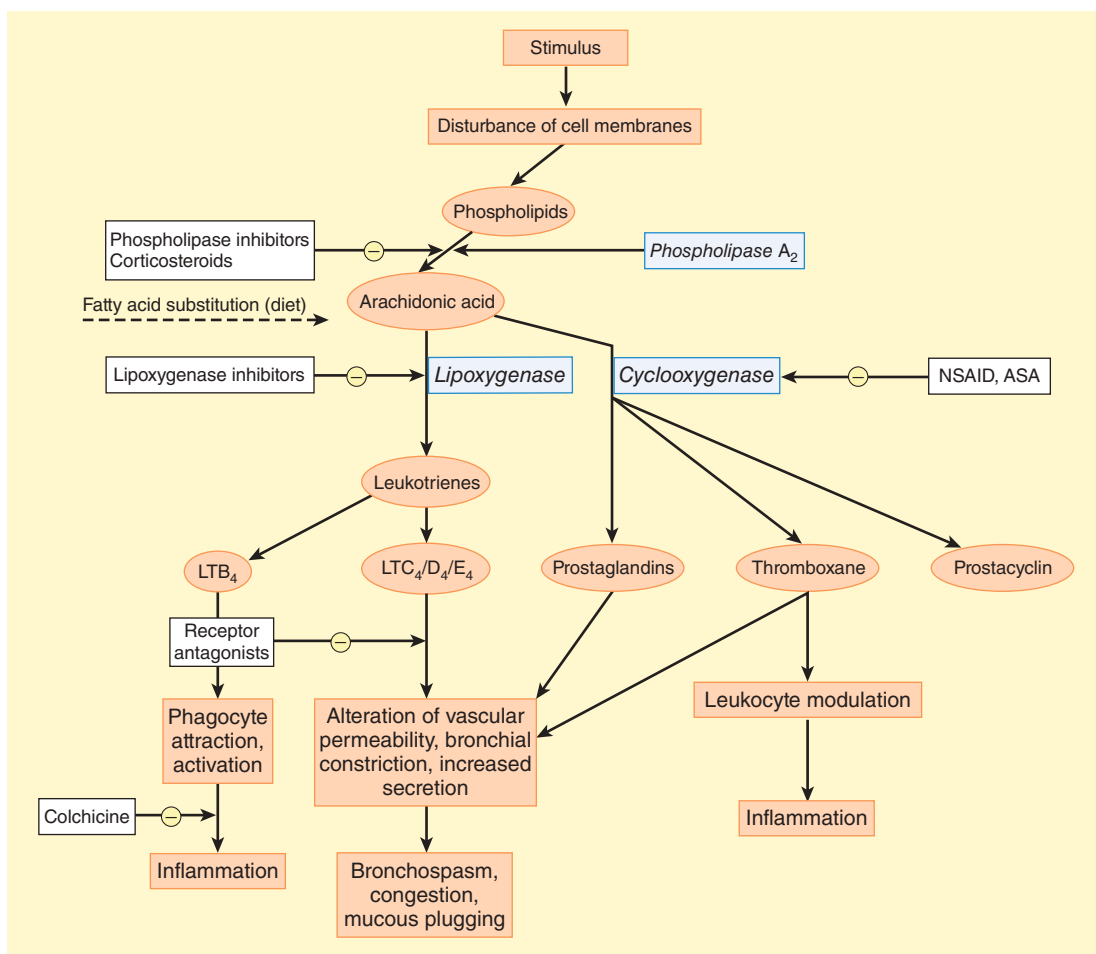 Stimulus
Disturbance of cell membranes
Phospholipids
Phospholipase inhibitors
Corticosteroids
−
Phospholipase A₂
Arachidonic acid
Fatty acid substitution (diet)
Lipoxygenase inhibitors
−
Lipoxygenase
Cyclooxygenase
−
NSAID, ASA
Leukotrienes
LTB₄
LTC₄/D₄/E₄
Prostaglandins
Thromboxane
Prostacyclin
Receptor
antagonists
−
Phagocyte
attraction,
activation
Alteration of vascular
permeability, bronchial
constriction, increased
secretion
Leukocyte modulation
Colchicine
−
Inflammation
Inflammation
Bronchospasm,
congestion,
mucous plugging